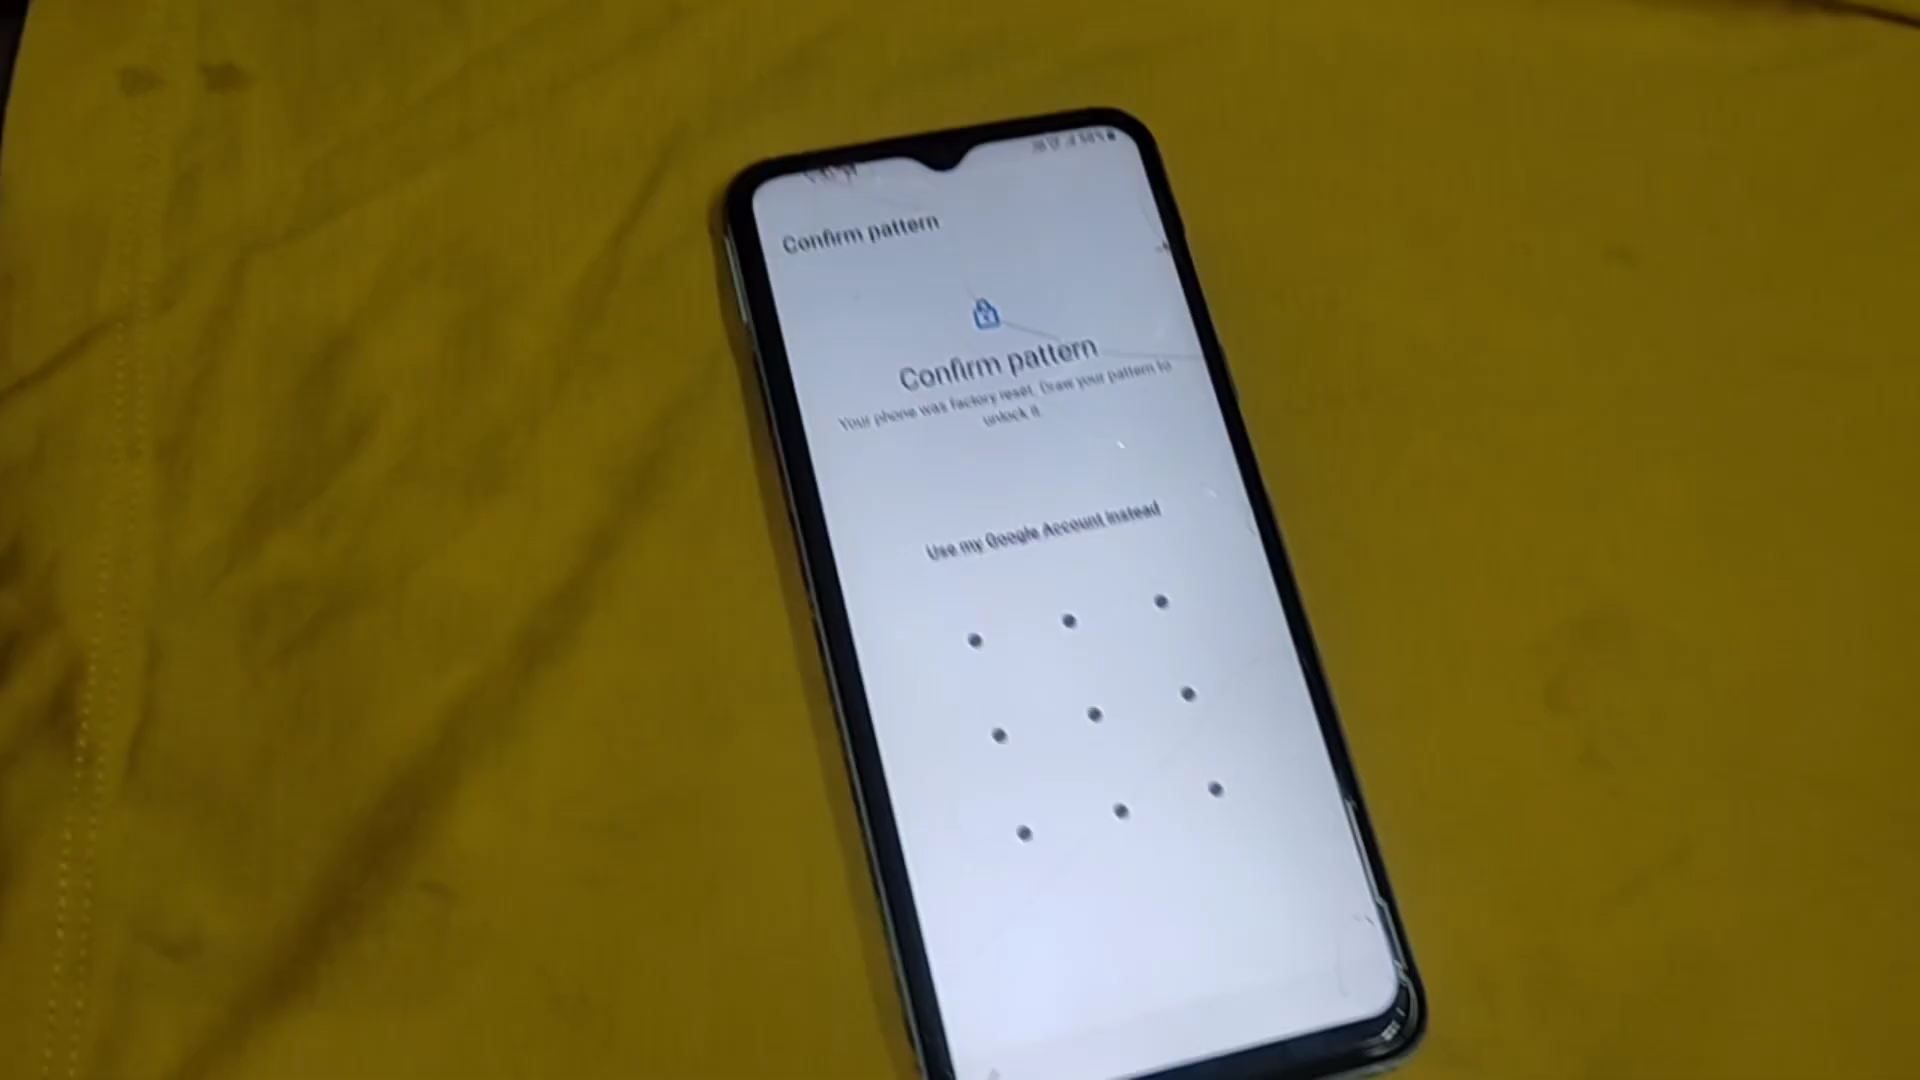 Confirm pattern
Confirm pattern
Your phone was factory reset. Draw your pattern to
unlock it.
Use my Google Account instead